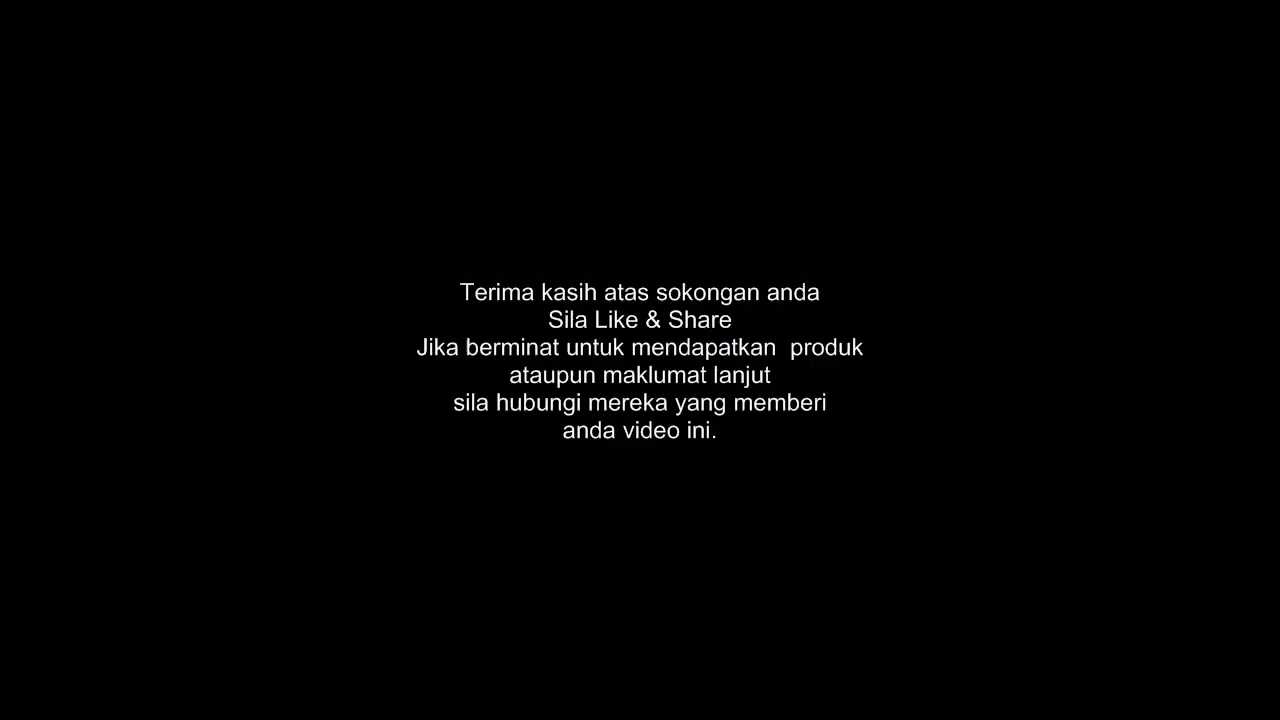 Terima kasih atas sokongan anda
Sila Like & Share
Jika berminat untuk mendapatkan  produk
ataupun maklumat lanjut
sila hubungi mereka yang memberi
anda video ini.